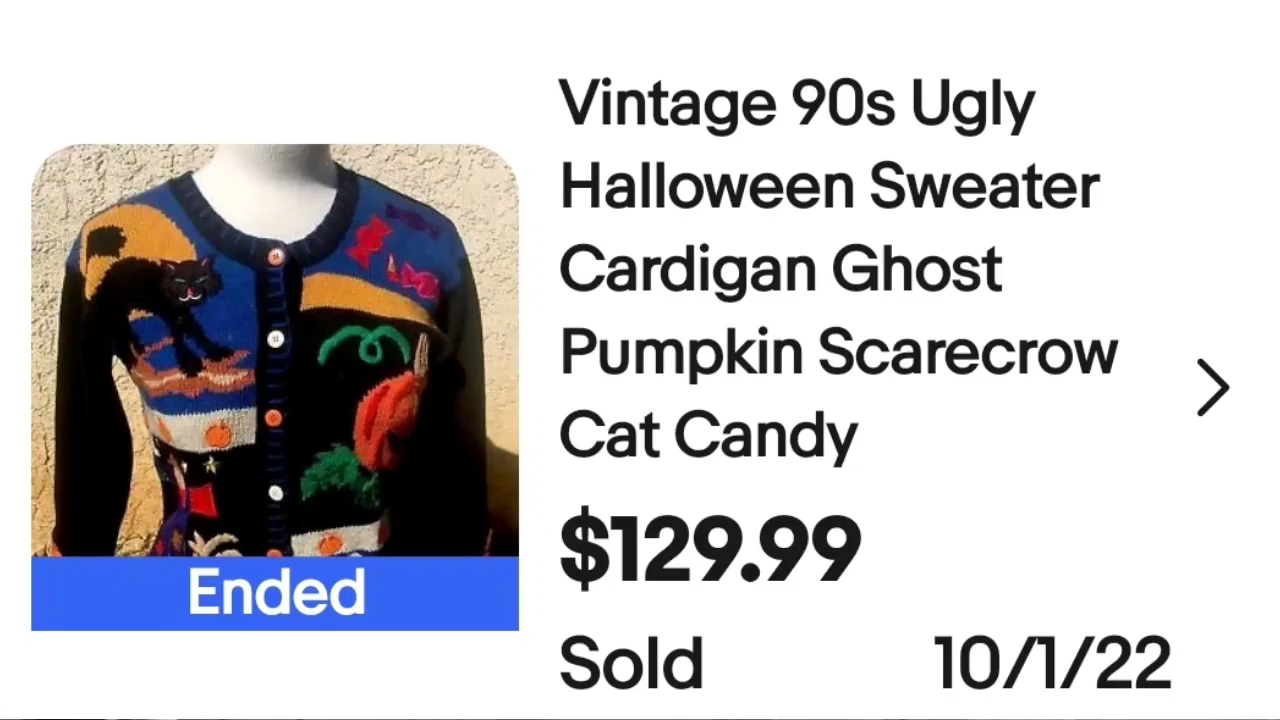 Vintage 90s Ugly
Halloween Sweater
Cardigan Ghost
Pumpkin Scarecrow
Cat Candy
$129.99
Ended
Sold 10/1/22